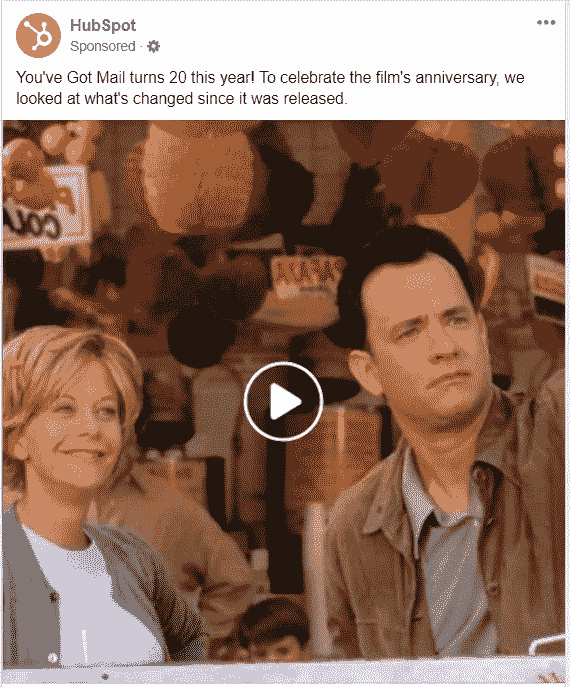 HubSpot
Sponsored ·
You've Got Mail turns 20 this year! To celebrate the film's anniversary, we
looked at what's changed since it was released.
PAPAYA